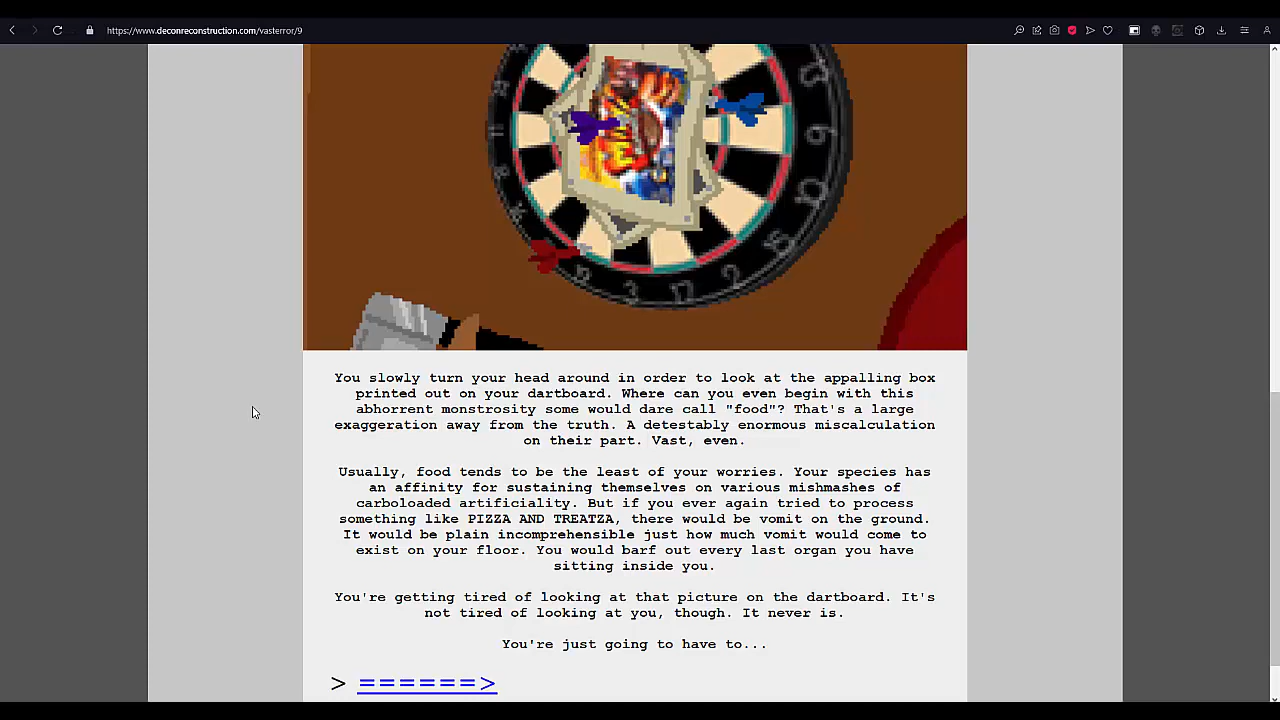 https://www.deconreconstruction.com/vasterror/9
11
9
10
15
2
17
3
You slowly turn your head around in order to look at the appalling box
printed out on your dartboard. Where can you even begin with this
abhorrent monstrosity some would dare call "food"? That's a large
exaggeration away from the truth. A detestably enormous miscalculation
on their part. Vast, even.
Usually, food tends to be the least of your worries. Your species has
an affinity for sustaining themselves on various mishmashes of
carboloaded artificiality. But if you ever again tried to process
something like PIZZA AND TREATZA, there would be vomit on the ground.
It would be plain incomprehensible just how much vomit would come to
exist on your floor. You would barf out every last organ you have
sitting inside you.
You're getting tired of looking at that picture on the dartboard. It's
not tired of looking at you, though. It never is.
You're just going to have to...
> ======>